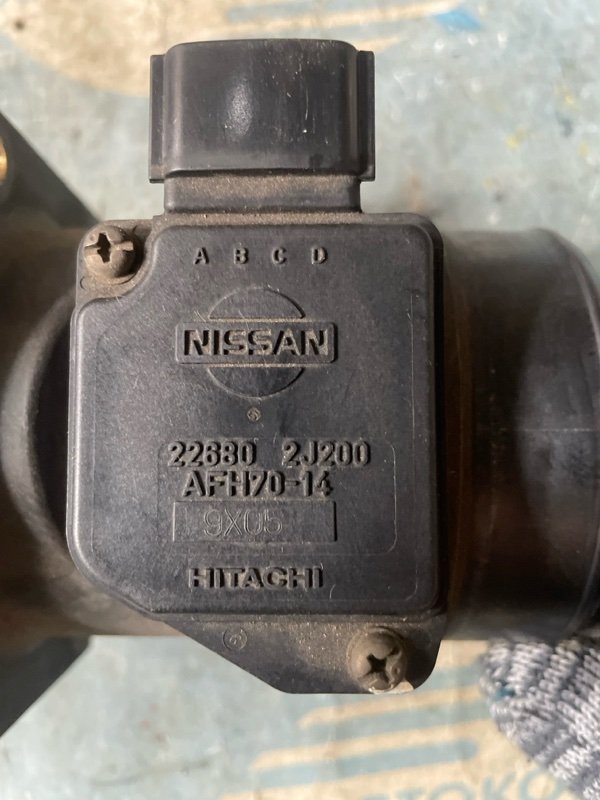 A B C D
NISSAN
22680 2J200
AFH70-14
9X05
HITACHI